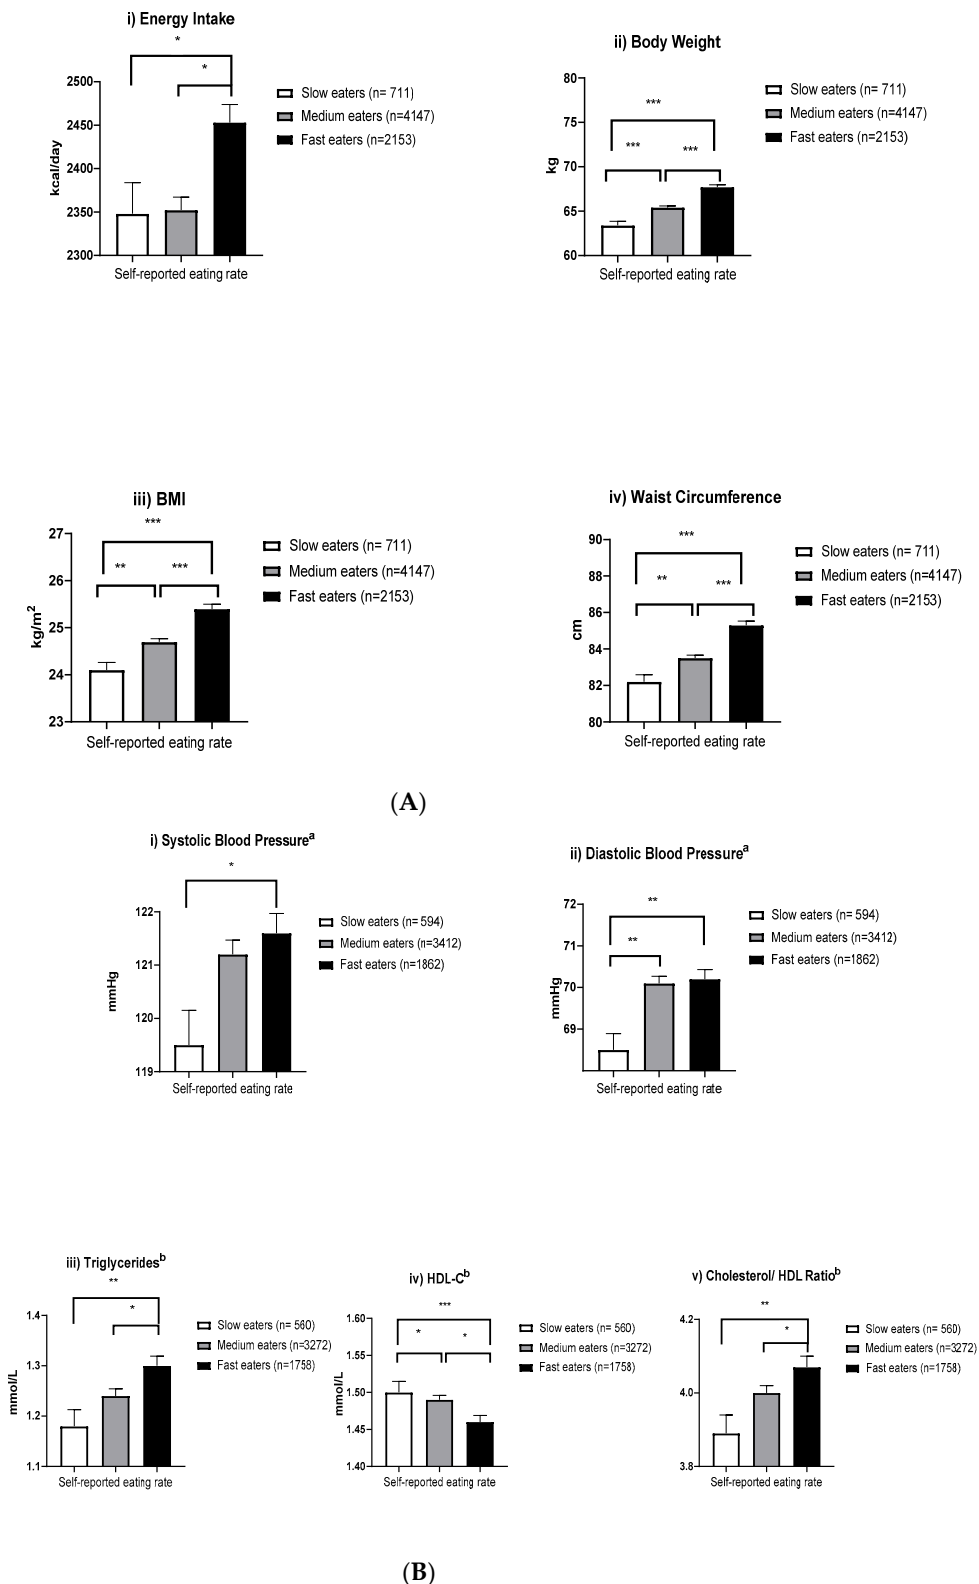 i) Energy Intake
*
*
2500
2450
2400
2350
2300
kcal/day
Self-reported eating rate
Slow eaters (n= 711)
Medium eaters (n=4147)
Fast eaters (n=2153)
ii) Body Weight
***
***
***
80
75
70
65
60
kg
Self-reported eating rate
Slow eaters (n= 711)
Medium eaters (n=4147)
Fast eaters (n=2153)
iii) BMI
***
**
***
27
26
25
24
23
kg/m²
Self-reported eating rate
Slow eaters (n= 711)
Medium eaters (n=4147)
Fast eaters (n=2153)
iv) Waist Circumference
***
**
***
90
88
86
84
82
80
cm
Self-reported eating rate
Slow eaters (n= 711)
Medium eaters (n=4147)
Fast eaters (n=2153)
(A)
i) Systolic Blood Pressureᵃ
*
122
121
120
119
mmHg
Self-reported eating rate
Slow eaters (n= 594)
Medium eaters (n=3412)
Fast eaters (n=1862)
ii) Diastolic Blood Pressureᵃ
**
**
72
71
70
69
mmHg
Self-reported eating rate
Slow eaters (n= 594)
Medium eaters (n=3412)
Fast eaters (n=1862)
iii) Triglyceridesᵇ
**
*
1.4
1.3
1.2
1.1
mmol/L
Self-reported eating rate
Slow eaters (n= 560)
Medium eaters (n=3272)
Fast eaters (n=1758)
iv) HDL-Cᵇ
***
*
*
1.60
1.55
1.50
1.45
1.40
mmol/L
Self-reported eating rate
Slow eaters (n= 560)
Medium eaters (n=3272)
Fast eaters (n=1758)
v) Cholesterol/ HDL Ratioᵇ
**
*
4.2
4.0
3.8
Self-reported eating rate
Slow eaters (n= 560)
Medium eaters (n=3272)
Fast eaters (n=1758)
(B)